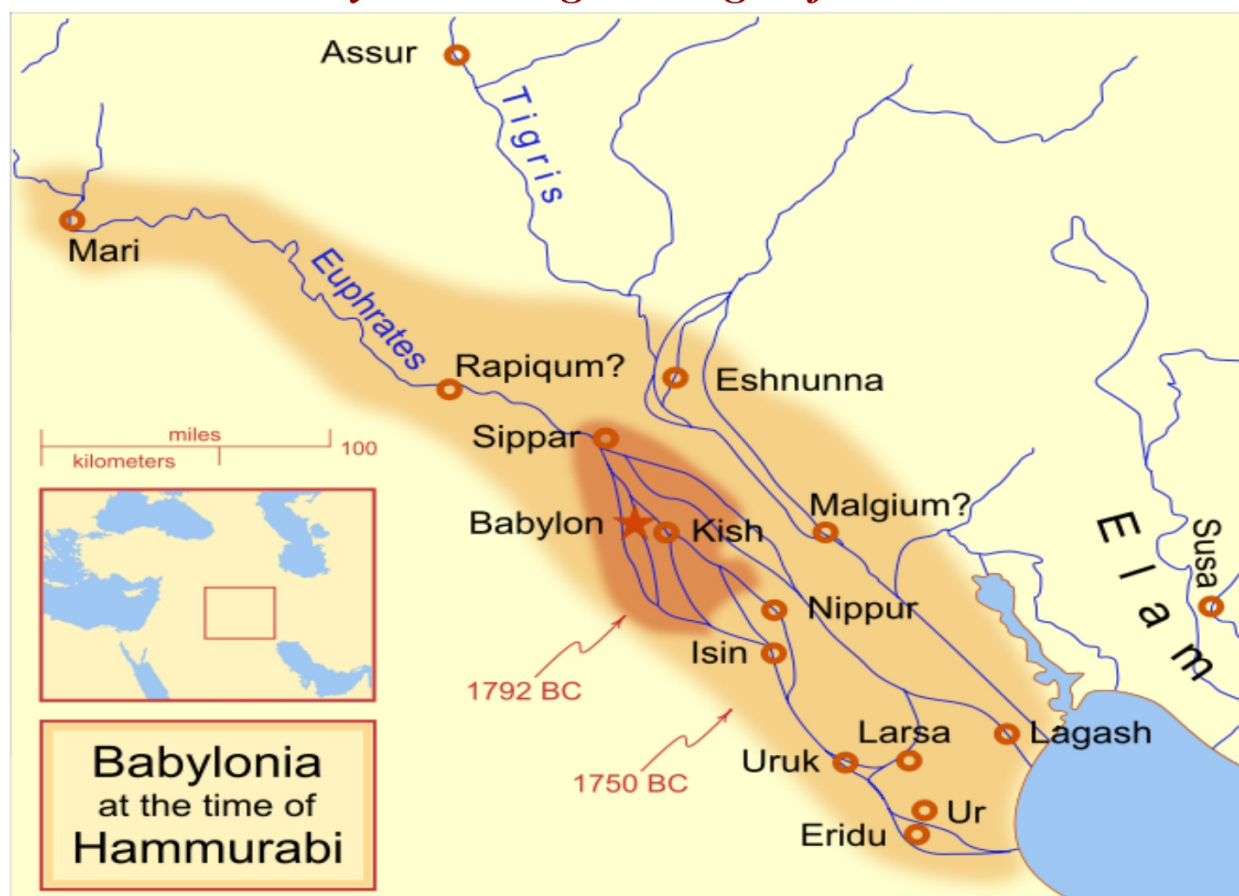 Assur
Tigris
Mari
Euphrates
Rapiqum?
Eshnunna
Sippar
miles
kilometers
100
Babylon
Kish
Malgium?
Elam
Susa
Nippur
Isin
1792 BC
1750 BC
Larsa
Lagash
Uruk
Ur
Eridu
Babylonia
at the time of
Hammurabi